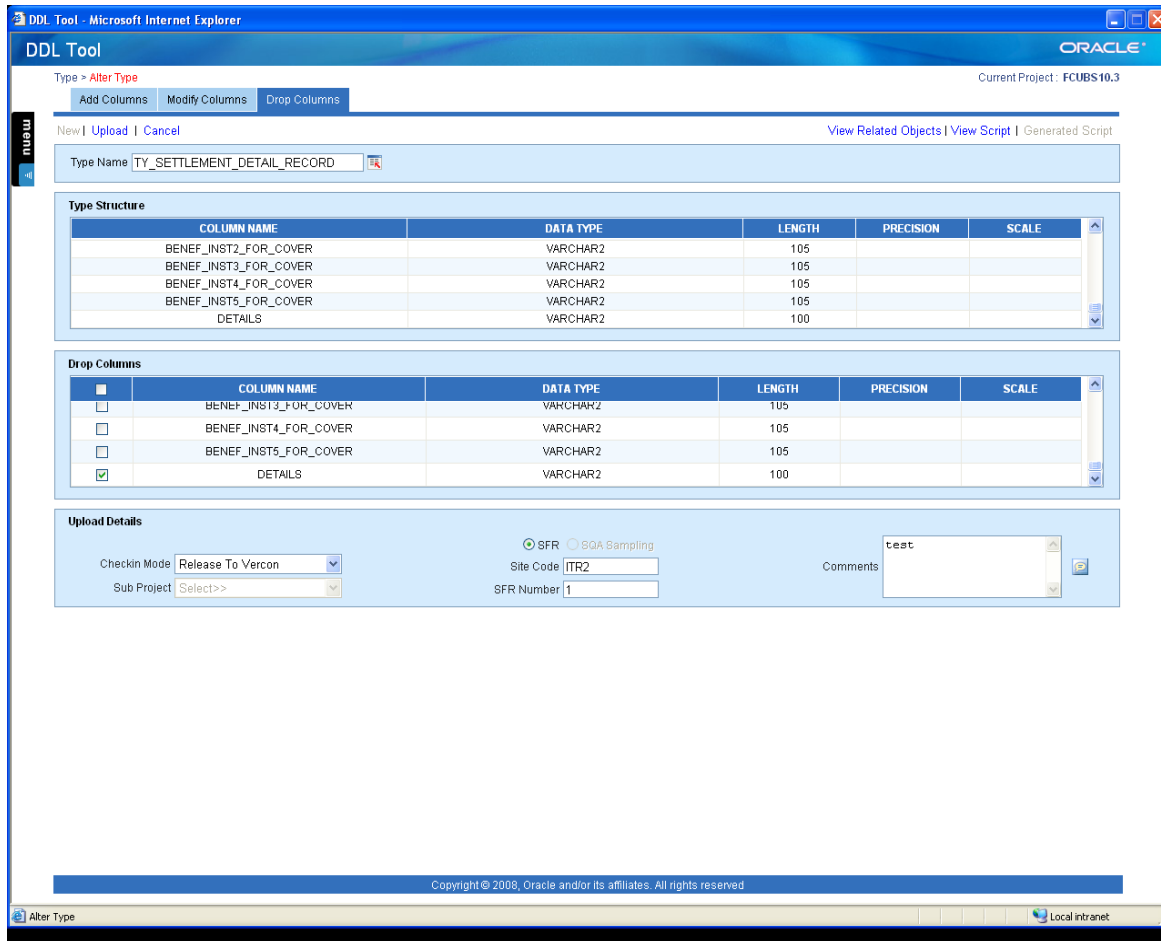 DDL Tool - Microsoft Internet Explorer
DDL Tool
ORACLE
Type > Alter Type
Current Project : FCUBS10.3
Add Columns Modify Columns Drop Columns
menu
New | Upload | Cancel
View Related Objects | View Script | Generated Script
Type Name TY_SETTLEMENT_DETAIL_RECORD
Type Structure
COLUMN NAME DATA TYPE LENGTH PRECISION SCALE
BENEF_INST2_FOR_COVER VARCHAR2 105
BENEF_INST3_FOR_COVER VARCHAR2 105
BENEF_INST4_FOR_COVER VARCHAR2 105
BENEF_INST5_FOR_COVER VARCHAR2 105
DETAILS VARCHAR2 100
Drop Columns
COLUMN NAME DATA TYPE LENGTH PRECISION SCALE
BENEF_INST3_FOR_COVER VARCHAR2 105
BENEF_INST4_FOR_COVER VARCHAR2 105
BENEF_INST5_FOR_COVER VARCHAR2 105
DETAILS VARCHAR2 100
Upload Details
SFR SQA Sampling
Checkin Mode Release To Vercon
Site Code ITR2
Comments test
Sub Project Select>>
SFR Number 1
Copyright © 2008, Oracle and/or its affiliates. All rights reserved
Alter Type
Local intranet